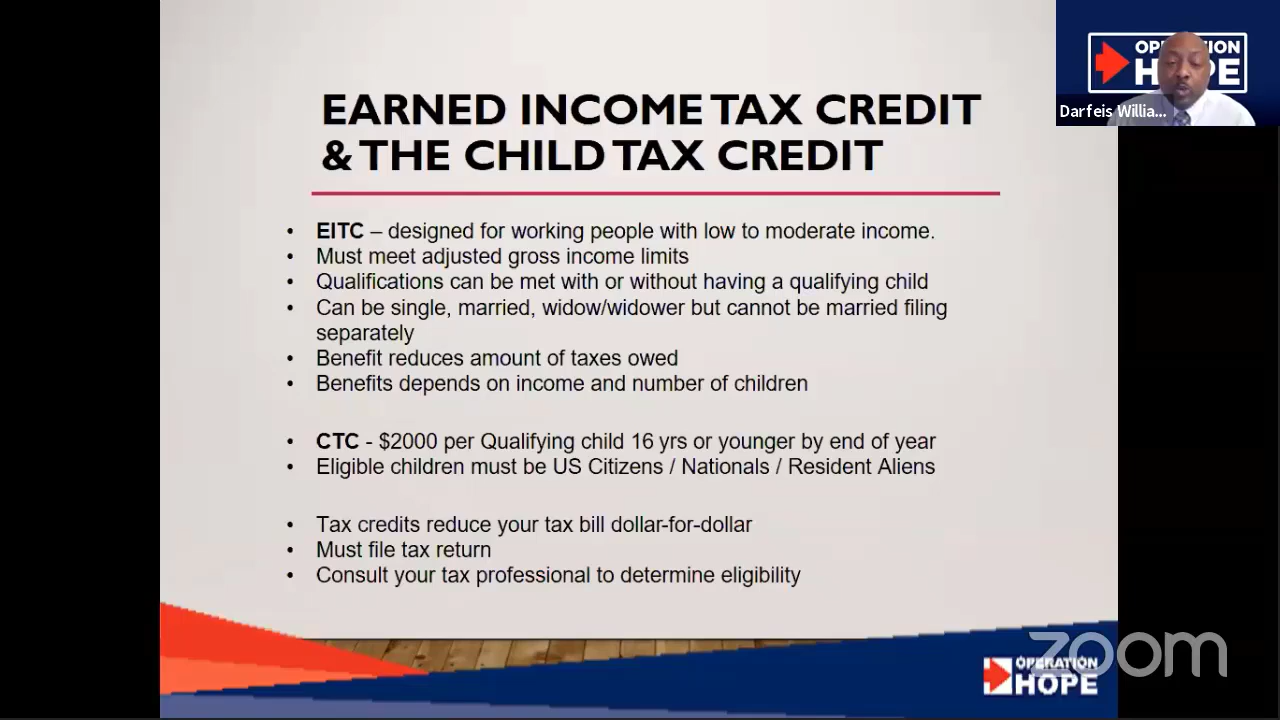 EARNED INCOME TAX CREDIT
& THE CHILD TAX CREDIT
• EITC – designed for working people with low to moderate income.
• Must meet adjusted gross income limits
• Qualifications can be met with or without having a qualifying child
• Can be single, married, widow/widower but cannot be married filing
separately
• Benefit reduces amount of taxes owed
• Benefits depends on income and number of children
• CTC - $2000 per Qualifying child 16 yrs or younger by end of year
• Eligible children must be US Citizens / Nationals / Resident Aliens
• Tax credits reduce your tax bill dollar-for-dollar
• Must file tax return
• Consult your tax professional to determine eligibility
Darfeis Willia...
zoom
OPERATION
HOPE